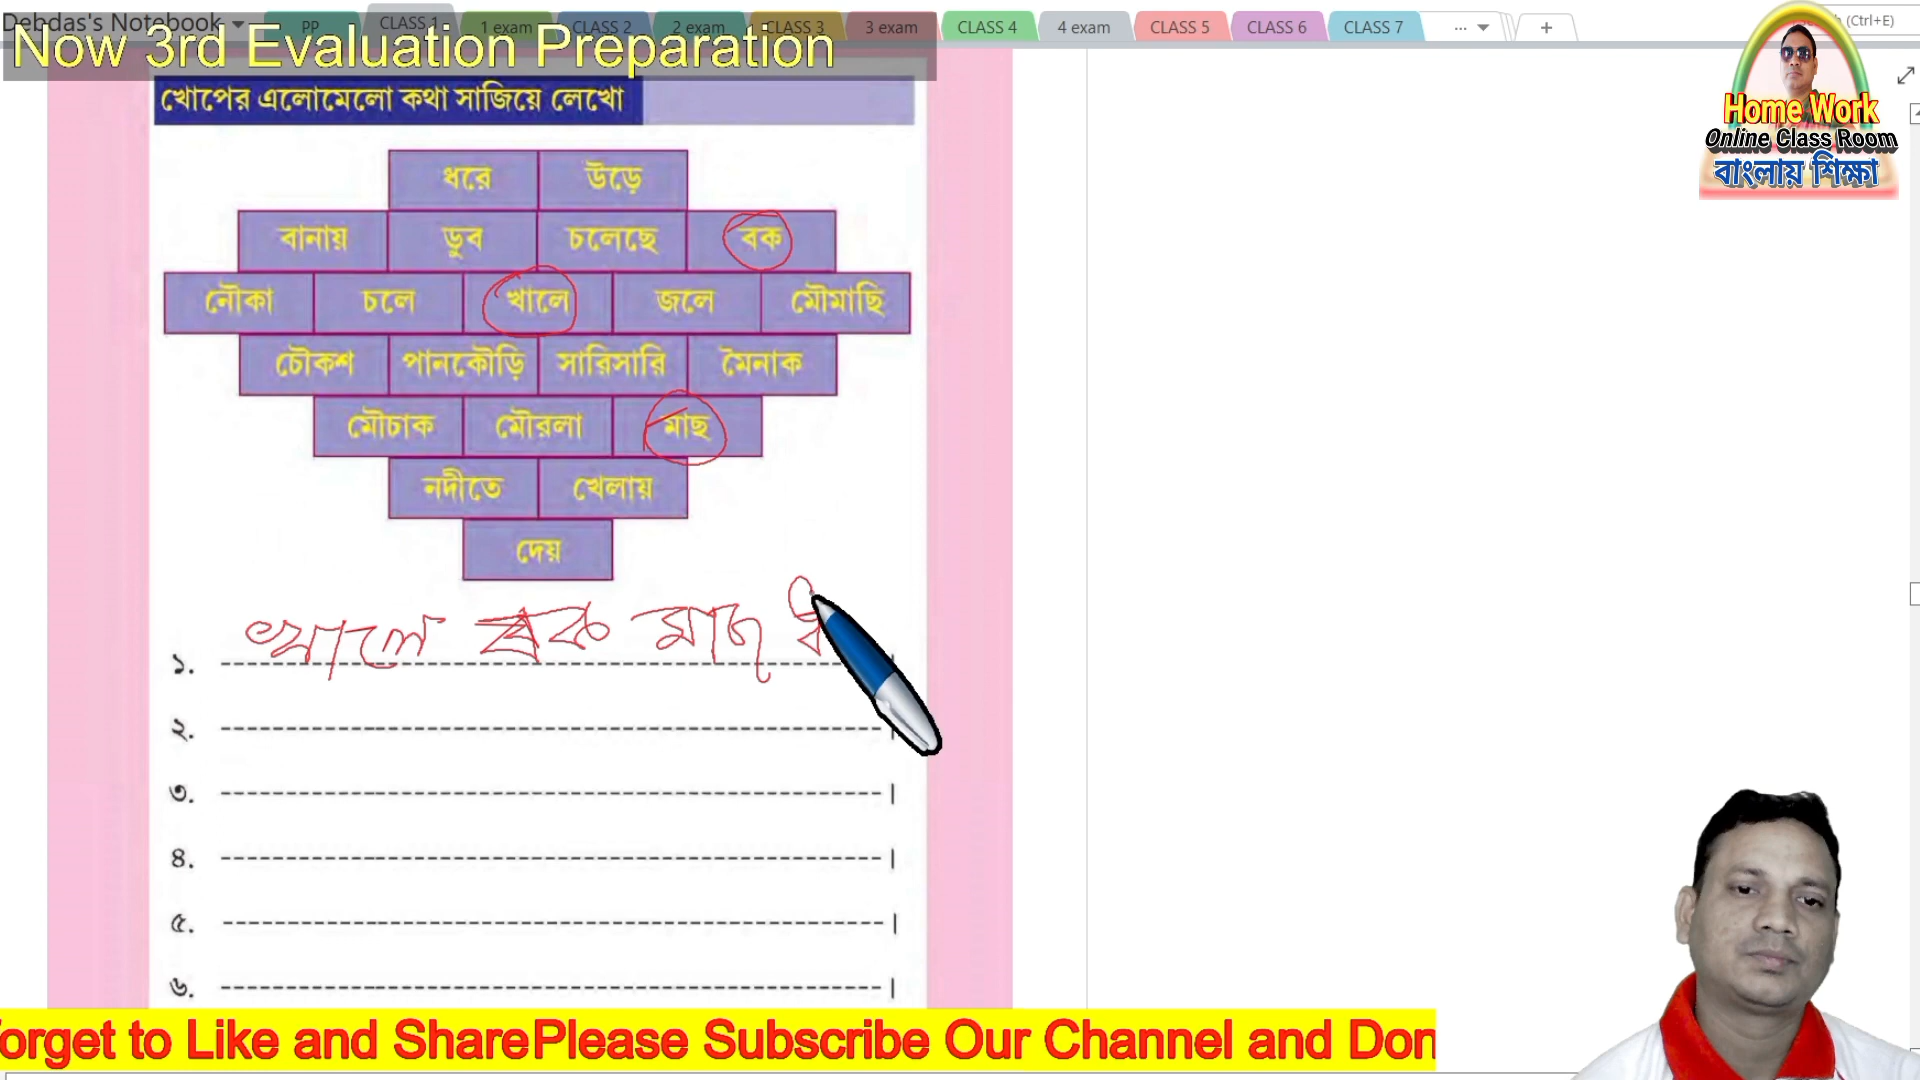 Debdas's Notebook PP CLASS 1 1 exam CLASS 2 2 exam CLASS 3 3 exam CLASS 4 4 exam CLASS 5 CLASS 6 CLASS 7 ... + (Ctrl+E)
Now 3rd Evaluation Preparation
Home Work
Online Class Room
বাংলায় শিক্ষা
খোপের এলোমেলো কথা সাজিয়ে লেখো
ধরে উড়ে
বানায় ডুব চলেছে বক
নৌকা চলে খালে জলে মৌমাছি
চৌকশ পানকৌড়ি সারিসারি মৈনাক
মৌচাক মৌরলা মাছ
নদীতে খেলায়
দেয়
১. খালে বক মাছ
২.
৩. ।
৪. ।
৫. ।
৬. ।
orget to Like and Share Please Subscribe Our Channel and Don